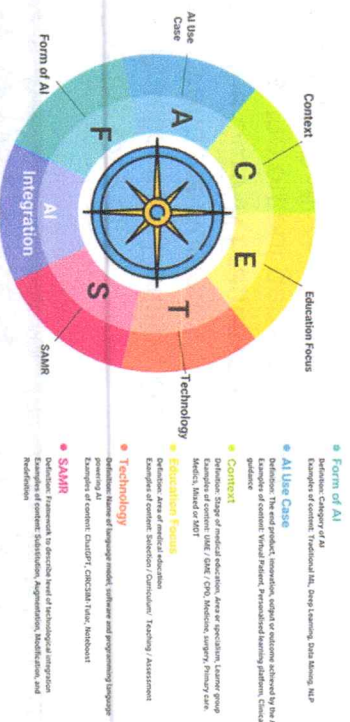 AI Use
Case
Context
Education Focus
Technology
SAMR
Form of AI
F
A
C
E
T
S
AI
Integration
Form of AI
Definition: Category of AI
Examples of content: Traditional ML, Deep Learning, Data Mining, NLP
AI Use Case
Definition: The end product, innovation, output or outcome achieved by the
Examples of content: Virtual Patient, Personalised learning platform, Clinical
guidance
Context
Definition: Stage of medical education, Area or specialism, Learner group
Examples of content: UME / GME / CPD, Medicine, surgery, Primary care,
Medics, Mixed or MDT
Education Focus
Definition: Area of medical education
Examples of content: Selection / Curriculum/ Teaching / Assessment
Technology
Definition: Name of language model, software and programming language
powering AI
Examples of content: ChatGPT, CIRCSIM-Tutor, Noteboost
SAMR
Definition: Framework to describe level of technological integration
Examples of content: Substitution, Augmentation, Modification, and
Redefinition